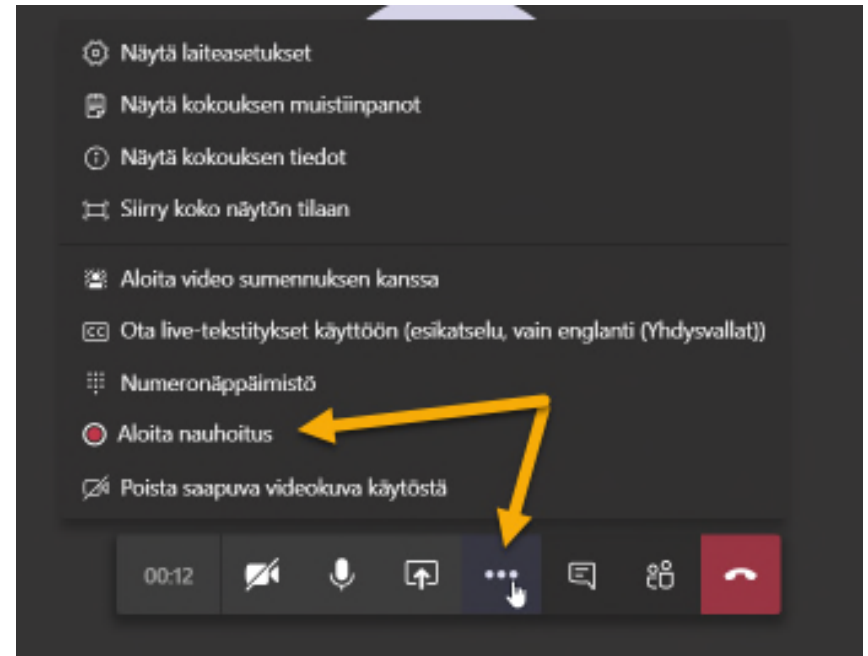 Näytä laiteasetukset
Näytä kokouksen muistiinpanot
Näytä kokouksen tiedot
Siirry koko näytön tilaan
Aloita video sumennuksen kanssa
CC Ota live-tekstitykset käyttöön (esikatselu, vain englanti (Yhdysvallat))
Numeronäppäimistö
Aloita nauhoitus
Poista saapuva videokuva käytöstä
00:12